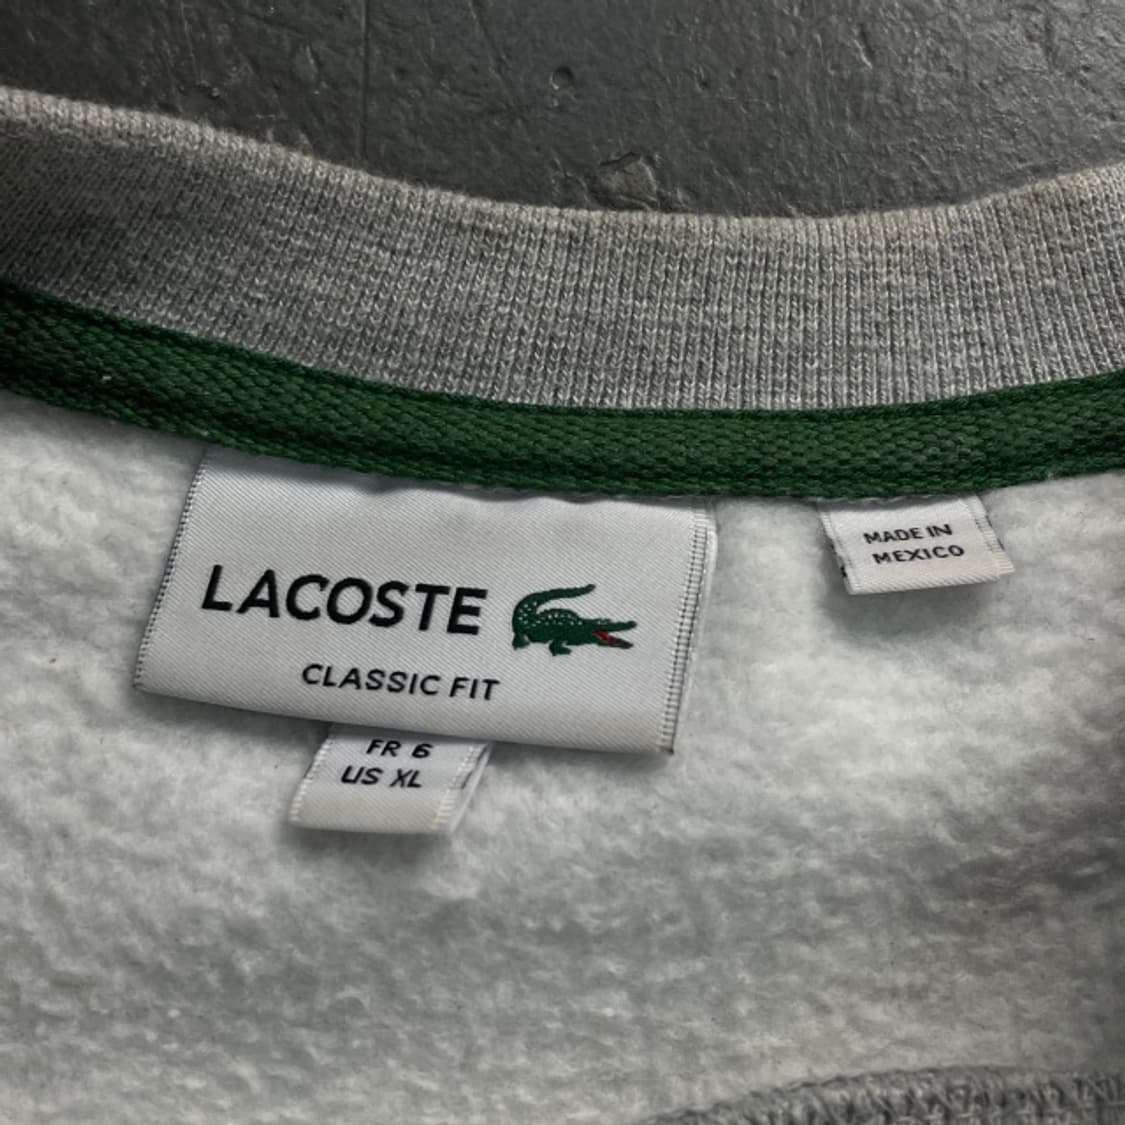 LACOSTE
CLASSIC FIT
FR 6
US XL
MADE IN
MEXICO